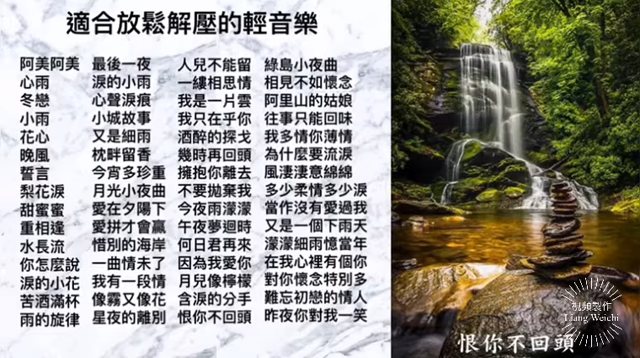 適合放鬆解壓的輕音樂
阿美阿美 最後一夜 人兒不能留 綠島小夜曲
心雨 淚的小雨 一縷相思情 相見不如懷念
冬戀 心聲淚痕 我是一片雲 阿里山的姑娘
小雨 小城故事 我只在乎你 往事只能回味
花心 又是細雨 酒醉的探戈 我多情你薄情
晚風 枕畔留香 幾時再回頭 為什麼要流淚
誓言 今宵多珍重 擁抱你離去 風淒淒意綿綿
梨花淚 月光小夜曲 不要拋棄我 多少柔情多少淚
甜蜜蜜 愛在夕陽下 今夜雨濛濛 當作沒有愛過我
重相逢 愛拼才會贏 午夜夢迴時 又是一個下雨天
水長流 惜別的海岸 何日君再來 濛濛細雨憶當年
你怎麼說 一曲情未了 因為我愛你 在我心裡有個你
淚的小花 我有一段情 月兒像檸檬 對你懷念特別多
苦酒滿杯 像霧又像花 含淚的分手 難忘初戀的情人
雨的旋律 星夜的離別 恨你不回頭 昨夜你對我一笑
視頻製作
Liang Weichi
恨你不回頭